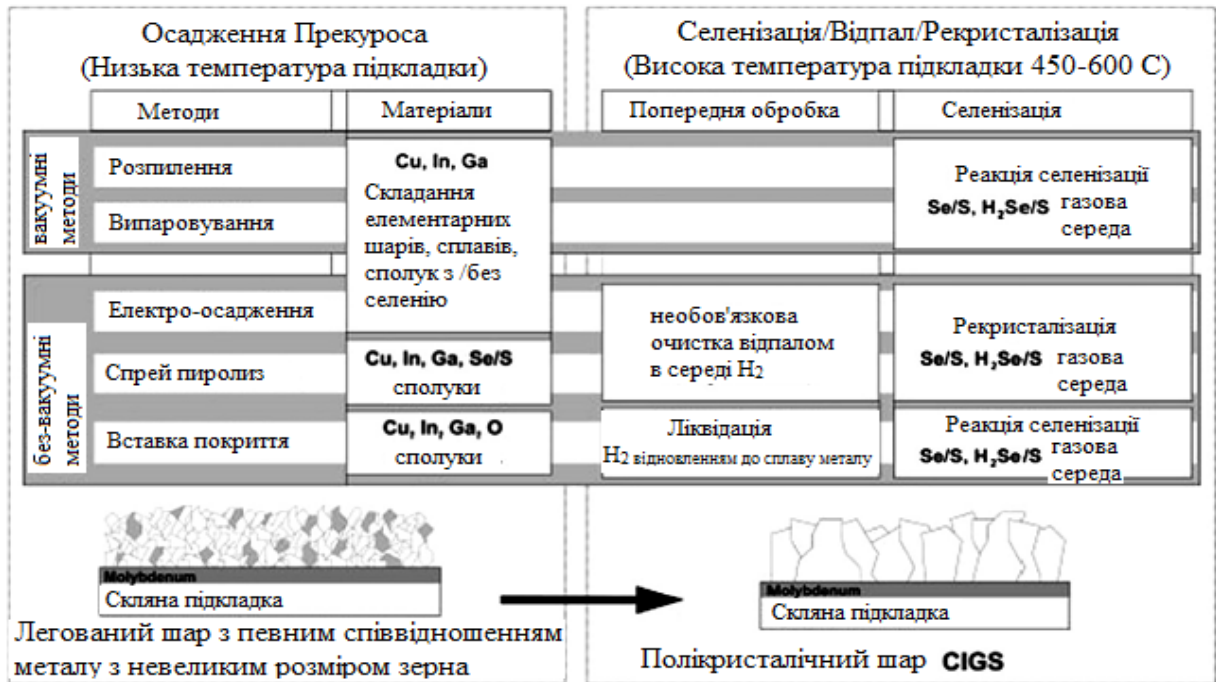 Осадження Прекуроса
(Низька температура підкладки)
Селенізація/Відпал/Рекристалізація
(Висока температура підкладки 450-600 С)
Методи
Матеріали
Попередня обробка
Селенізація
вакуумні
методи
Розпилення
Випаровування
Cu, In, Ga
Складання
елементарних
шарів, сплавів,
сполук з /без
селенію
Реакція селенізації
Se/S, H₂Se/S газова
середа
без-вакуумні
методи
Електро-осадження
Спрей пиролиз
Вставка покриття
Cu, In, Ga, Se/S
сполуки
Cu, In, Ga, O
сполуки
необов'язкова
очистка відпалом
в середі H2
Ліквідація
H2 відновленням до сплаву металу
Рекристалізація
Se/S, H₂Se/S газова
середа
Реакція селенізації
Se/S, H₂Se/S газова
середа
Molybdenum
Скляна підкладка
Легований шар з певним співвідношенням
металу з невеликим розміром зерна
Molybdenum
Скляна підкладка
Полікристалічний шар CIGS